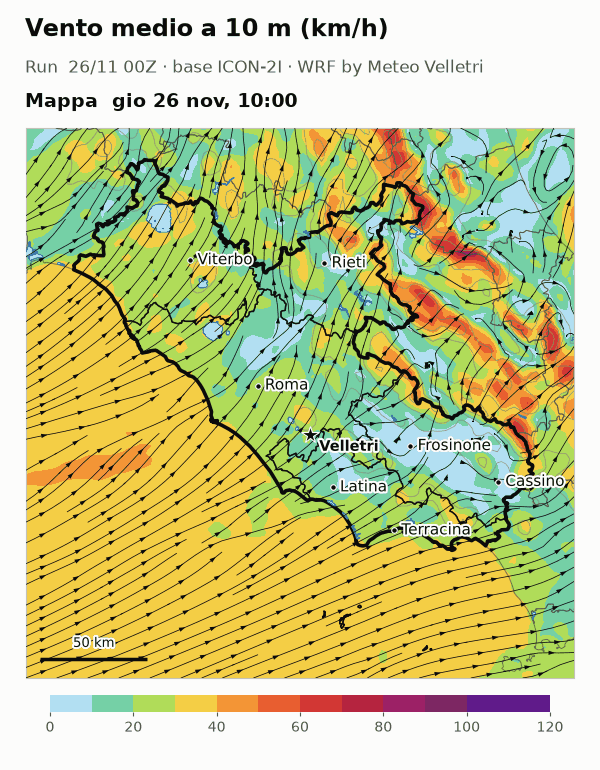 Vento medio a 10 m (km/h)
Run  26/11 00Z · base ICON-2I · WRF by Meteo Velletri
Mappa  gio 26 nov, 10:00
Viterbo
Rieti
Roma
Velletri
Frosinone
Cassino
Latina
Terracina
50 km
0 20 40 60 80 100 120